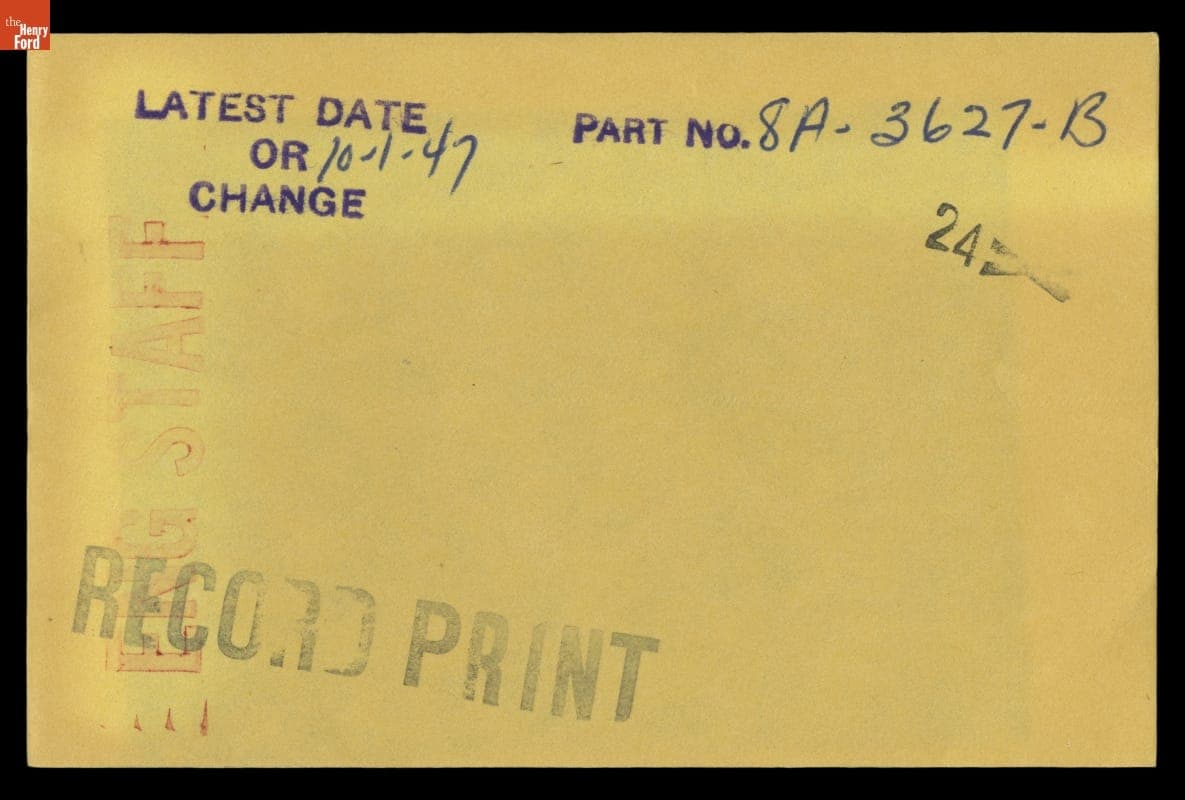 the
Henry
Ford
LATEST DATE
OR 10-1-47
CHANGE
PART NO. 8A-3627-B
24
ENG STAFF
RECORD PRINT